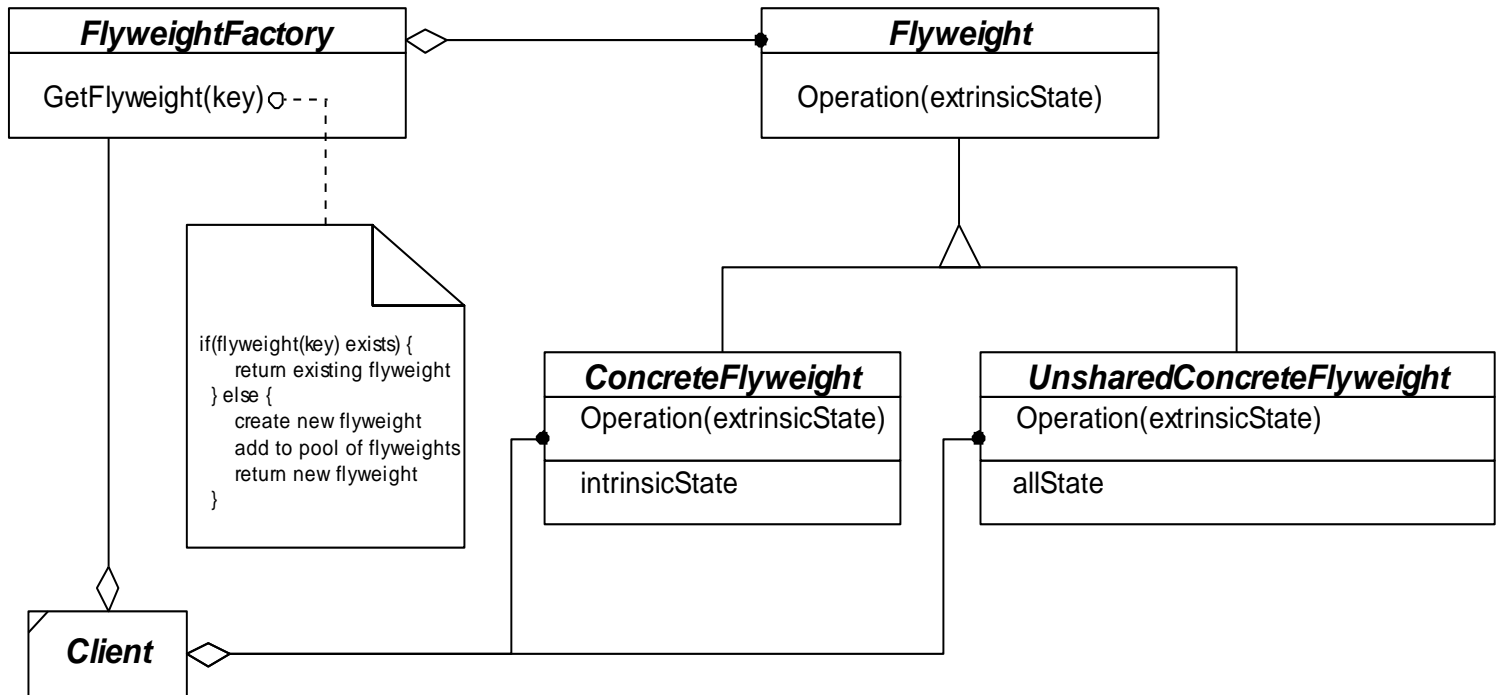 FlyweightFactory
GetFlyweight(key)
Flyweight
Operation(extrinsicState)
if(flyweight(key) exists) {
return existing flyweight
} else {
create new flyweight
add to pool of flyweights
return new flyweight
}
ConcreteFlyweight
Operation(extrinsicState)
intrinsicState
UnsharedConcreteFlyweight
Operation(extrinsicState)
allState
Client